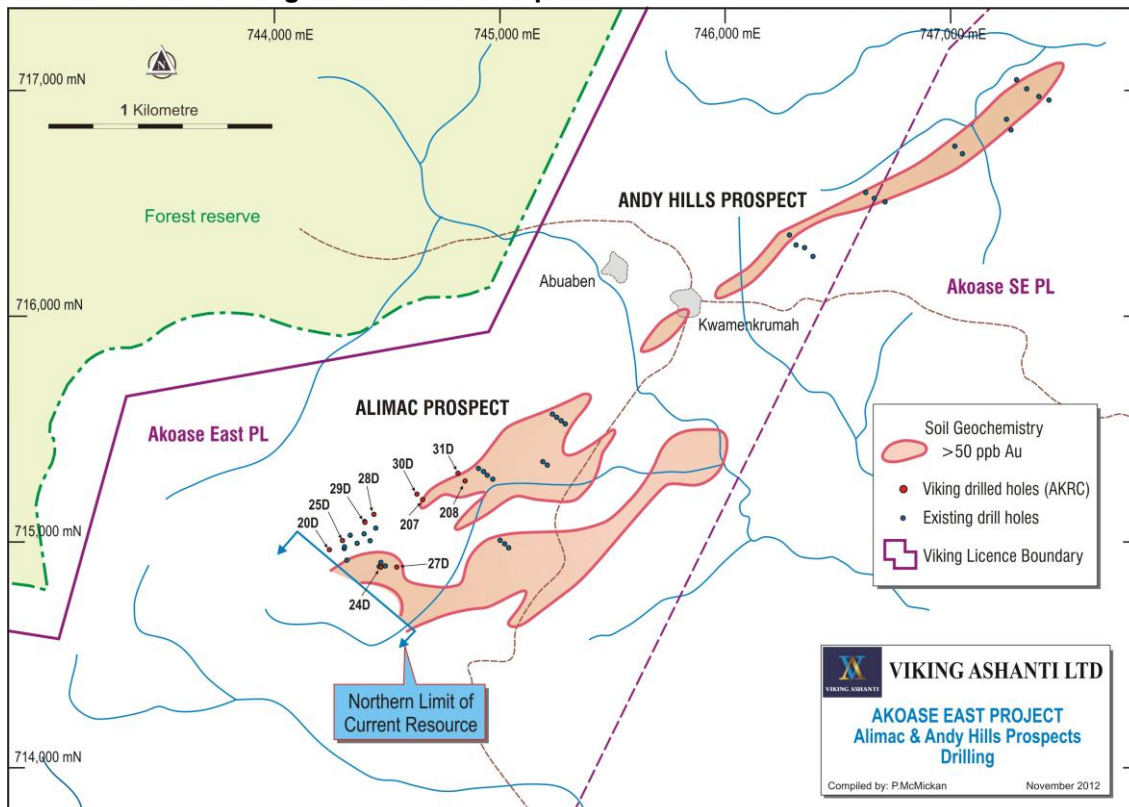 744,000 mE
745,000 mE
746,000 mE
747,000 mE
717,000 mN
N
1 Kilometre
Forest reserve
ANDY HILLS PROSPECT
Abuaben
Akoase SE PL
716,000 mN
Kwamenkrumah
ALIMAC PROSPECT
Akoase East PL
31D
30D
28D
29D
25D
20D
207
208
27D
24D
715,000 mN
Soil Geochemistry
>50 ppb Au
Viking drilled holes (AKRC)
Existing drill holes
Viking Licence Boundary
Northern Limit of
Current Resource
714,000 mN
VIKING ASHANTI
VIKING ASHANTI LTD
AKOASE EAST PROJECT
Alimac & Andy Hills Prospects
Drilling
Compiled by: P.McMickan
November 2012